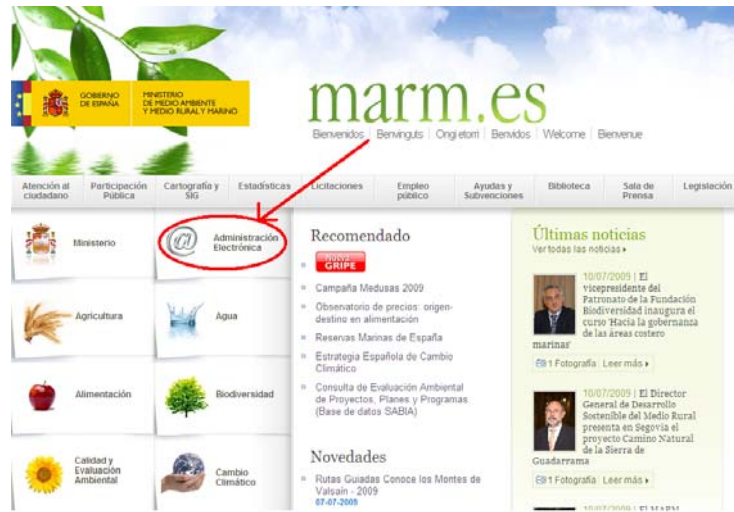 GOBIERNO
DE ESPAÑA
MINISTERIO
DE MEDIO AMBIENTE
Y MEDIO RURAL Y MARINO
marm.es
Bienvenidos | Benvinguts | Ongi etorri | Benvidos | Welcome | Bienvenue
Atención al
ciudadano
Participación
Pública
Cartografía y
SIG
Estadísticas
Licitaciones
Empleo
público
Ayudas y
Subvenciones
Biblioteca
Sala de
Prensa
Legislación
Ministerio
Administración
Electrónica
Agricultura
Agua
Alimentación
Biodiversidad
Calidad y
Evaluación
Ambiental
Cambio
Climático
Recomendado
Nueva
GRIPE
Campaña Medusas 2009
Observatorio de precios: origen-
destino en alimentación
Reservas Marinas de España
Estrategia Española de Cambio
Climático
Consulta de Evaluación Ambiental
de Proyectos, Planes y Programas
(Base de datos SABIA)
Novedades
Rutas Guiadas Conoce los Montes de
Valsaín - 2009
07-07-2009
Últimas noticias
Ver todas las noticias
10/07/2009 | El
vicepresidente del
Patronato de la Fundación
Biodiversidad inaugura el
curso 'Hacia la gobernanza
de las áreas costero
marinas'
1 Fotografía | Leer más
10/07/2009 | El Director
General de Desarrollo
Sostenible del Medio Rural
presenta en Segovia el
proyecto Camino Natural
de la Sierra de
Guadarrama
1 Fotografía | Leer más
10/07/2009 | El MARM